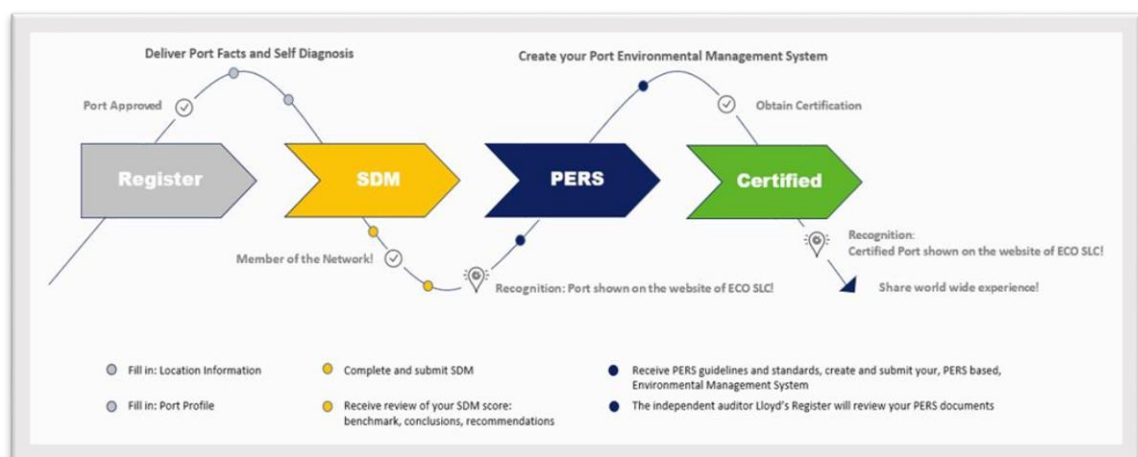 Deliver Port Facts and Self Diagnosis
Create your Port Environmental Management System
Port Approved
Obtain Certification
Register
SDM
PERS
Certified
Member of the Network!
Recognition: Port shown on the website of ECO SLC!
Recognition:
Certified Port shown on the website of ECO SLC!
Share world wide experience!
Fill in: Location Information
Fill in: Port Profile
Complete and submit SDM
Receive review of your SDM score:
benchmark, conclusions, recommendations
Receive PERS guidelines and standards, create and submit your, PERS based,
Environmental Management System
The independent auditor Lloyd's Register will review your PERS documents